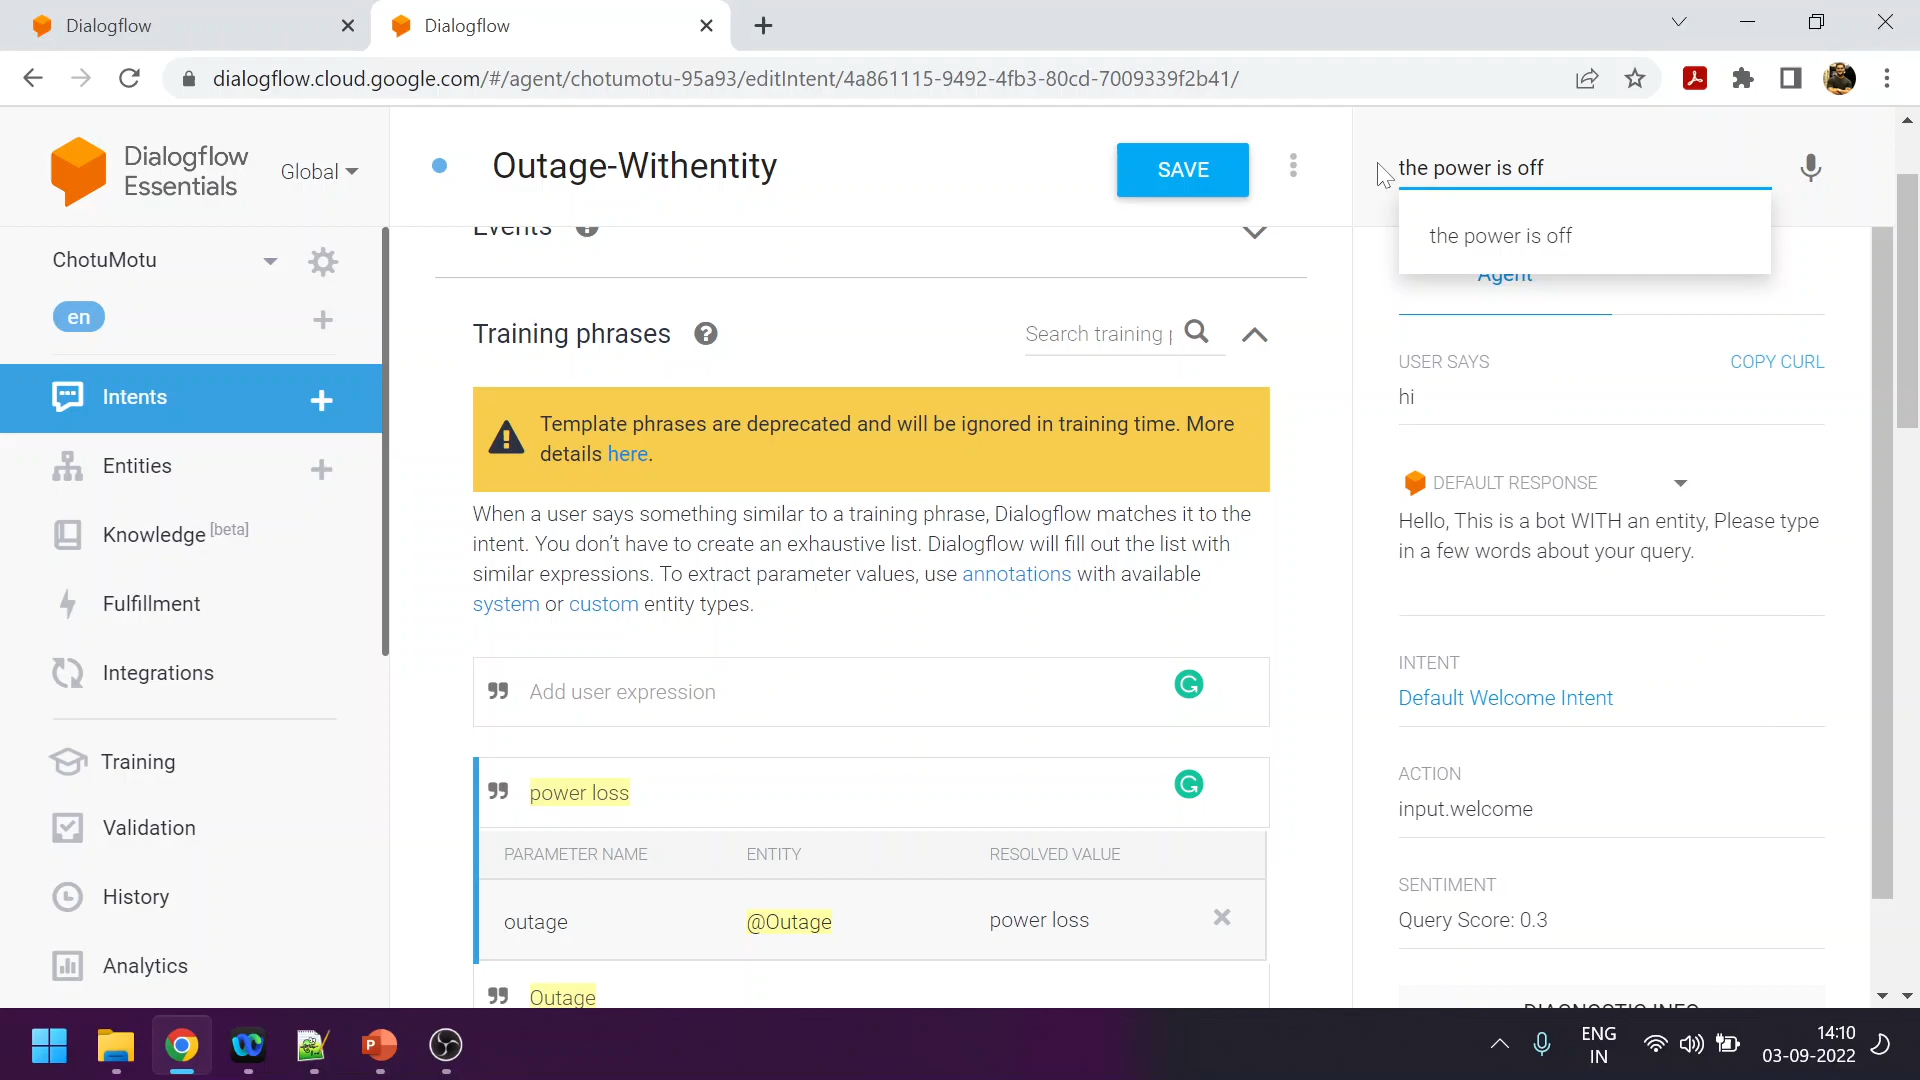 Dialogflow
Dialogflow
dialogflow.cloud.google.com/#/agent/chotumotu-95a93/editIntent/4a861115-9492-4fb3-80cd-7009339f2b41/
Dialogflow
Essentials
Global
Outage-Withentity
SAVE
the power is off
the power is off
Agent
ChotuMotu
en
Intents
Entities
Knowledge [beta]
Fulfillment
Integrations
Training
Validation
History
Analytics
Events
Training phrases
Search training p
Template phrases are deprecated and will be ignored in training time. More
details here.
When a user says something similar to a training phrase, Dialogflow matches it to the
intent. You don't have to create an exhaustive list. Dialogflow will fill out the list with
similar expressions. To extract parameter values, use annotations with available
system or custom entity types.
Add user expression
power loss
PARAMETER NAME ENTITY RESOLVED VALUE
outage @Outage power loss
Outage
USER SAYS COPY CURL
hi
DEFAULT RESPONSE
Hello, This is a bot WITH an entity, Please type
in a few words about your query.
INTENT
Default Welcome Intent
ACTION
input.welcome
SENTIMENT
Query Score: 0.3
DIAGNOSTIC INFO
ENG
IN
14:10
03-09-2022